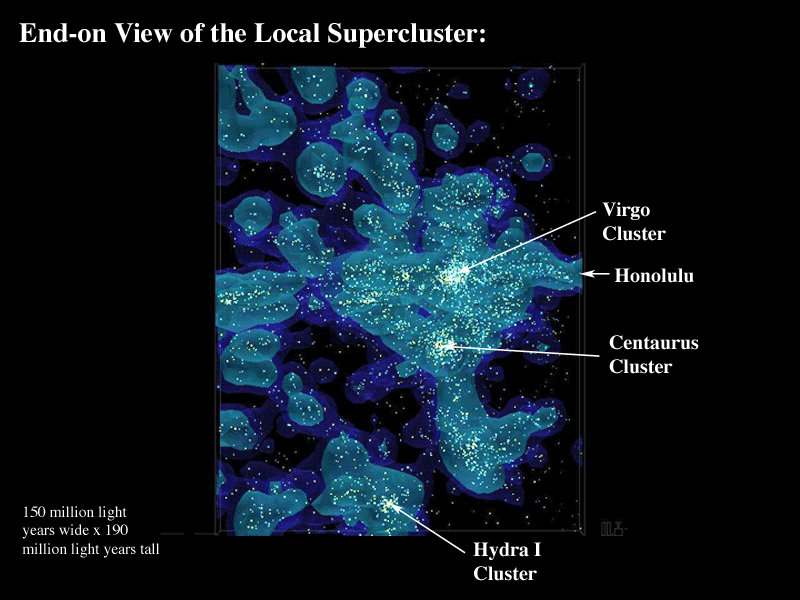 End-on View of the Local Supercluster:
Virgo
Cluster
Honolulu
Centaurus
Cluster
150 million light
years wide x 190
million light years tall
Hydra I
Cluster